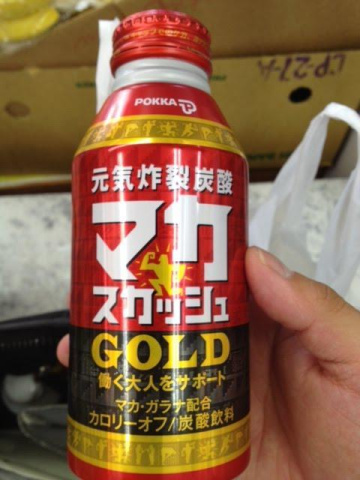 POKKA P
元気炸裂炭酸
マカ
スカッシュ
GOLD
働く大人をサポート
マカ・ガラナ配合
カロリーオフ/炭酸飲料
LP-27-A